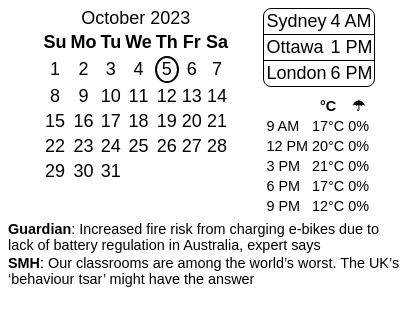 October 2023
Su Mo Tu We Th Fr Sa
1 2 3 4 5 6 7
8 9 10 11 12 13 14
15 16 17 18 19 20 21
22 23 24 25 26 27 28
29 30 31
Sydney 4 AM
Ottawa 1 PM
London 6 PM
°C ☂
9 AM 17°C 0%
12 PM 20°C 0%
3 PM 21°C 0%
6 PM 17°C 0%
9 PM 12°C 0%
Guardian: Increased fire risk from charging e-bikes due to
lack of battery regulation in Australia, expert says
SMH: Our classrooms are among the world’s worst. The UK’s
‘behaviour tsar’ might have the answer